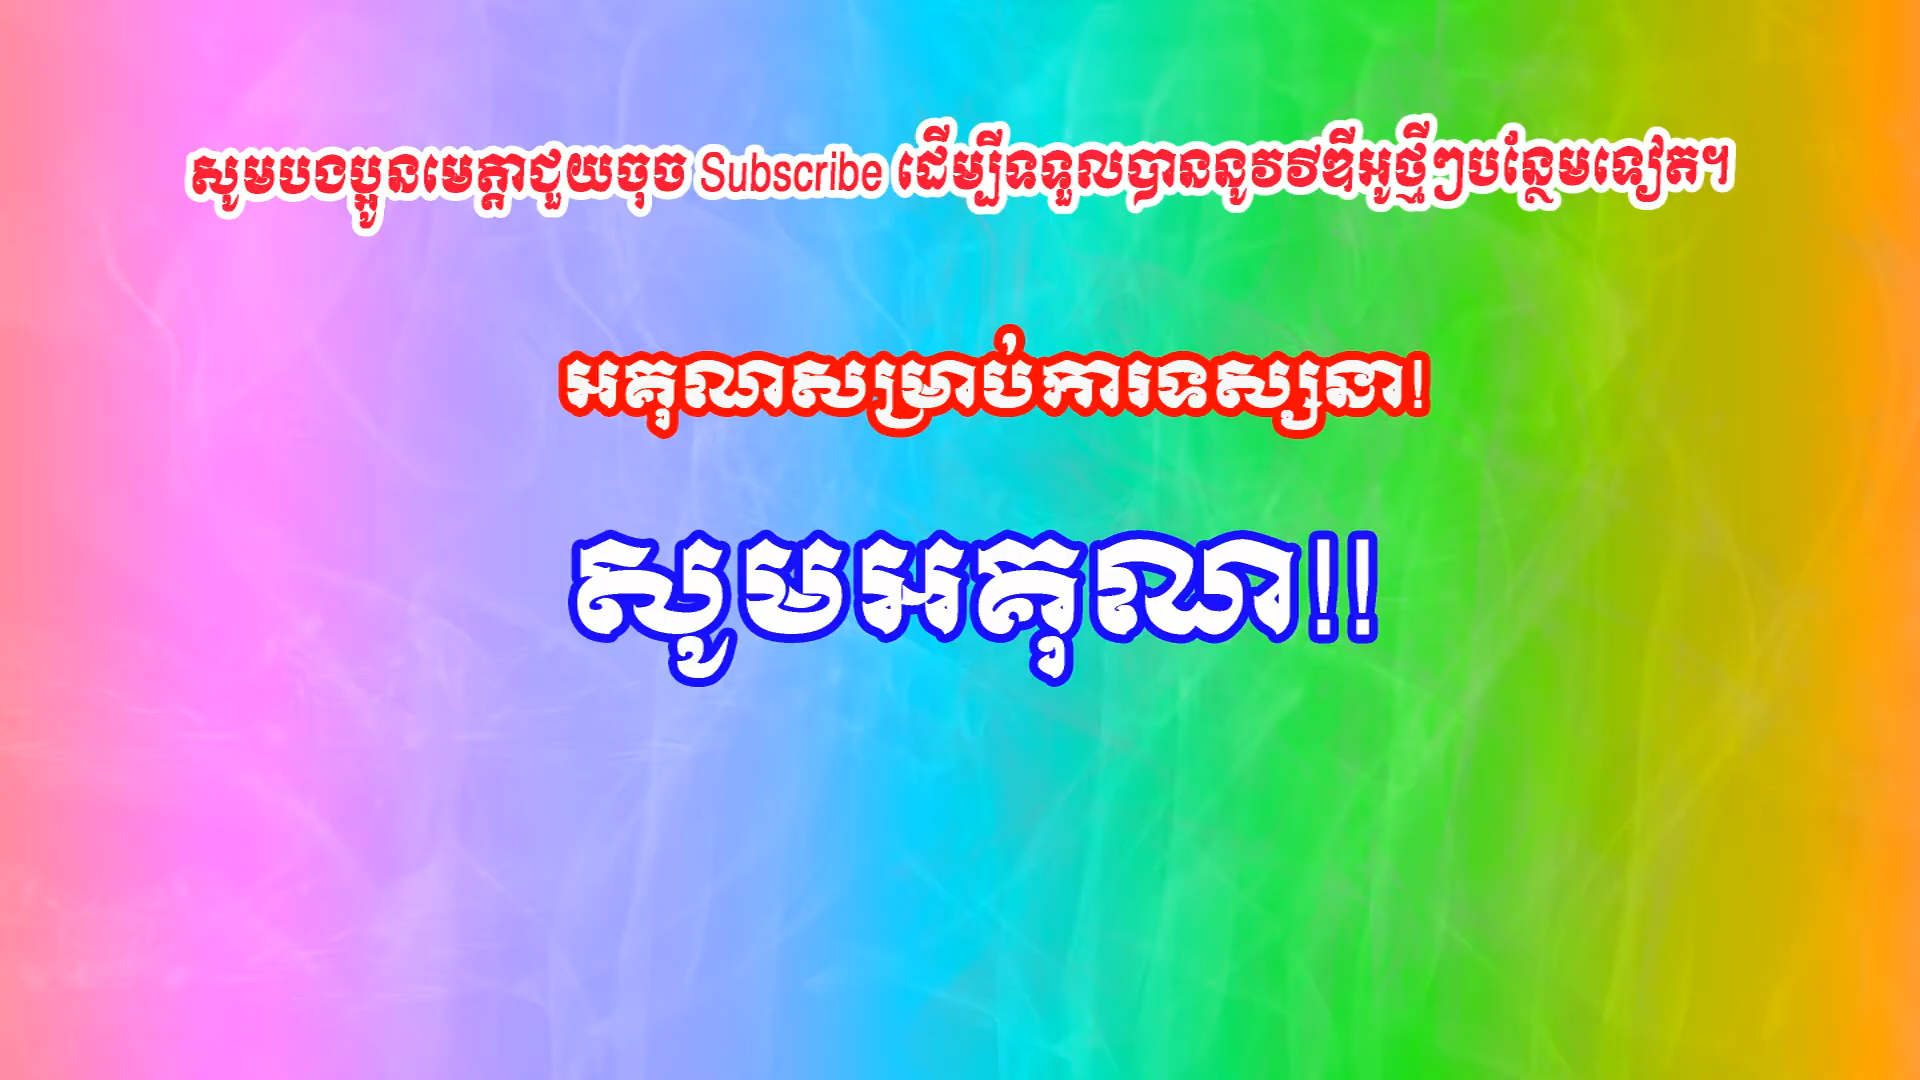 សូមបងប្អូនមេត្តាជួយចុច Subscribe ដើម្បីទទួលបាននូវវីឌីអូថ្មីៗបន្ថែមទៀត។
អគុណសម្រាប់ការទស្សនា!
សូមអគុណ!!